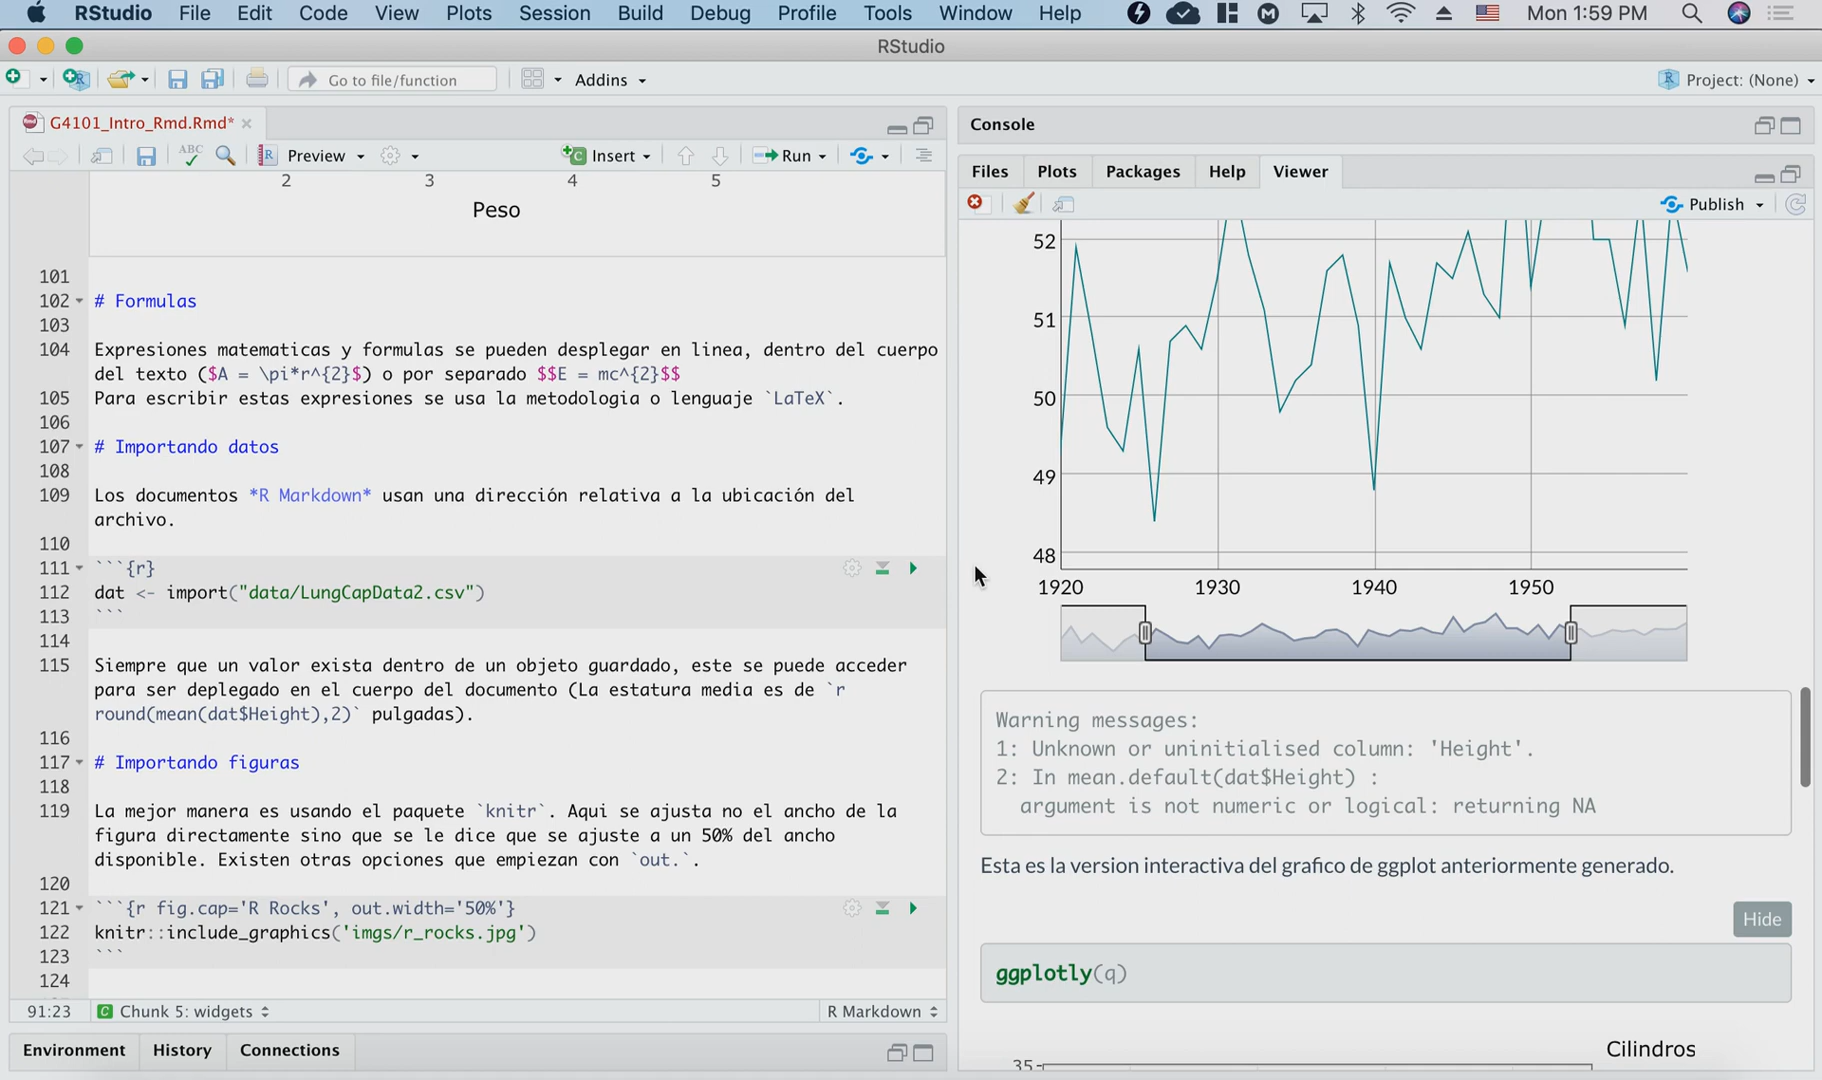 RStudio File Edit Code View Plots Session Build Debug Profile Tools Window Help Mon 1:59 PM
RStudio
Go to file/function Addins Project: (None)
G4101_Intro_Rmd.Rmd*
ABC Preview Insert Run
2 3 4 5
Peso
101
102 # Formulas
103
104 Expresiones matematicas y formulas se pueden desplegar en linea, dentro del cuerpo
del texto ($A = \pi*r^{2}$) o por separado $$E = mc^{2}$$
105 Para escribir estas expresiones se usa la metodologia o lenguaje `LaTeX`.
106
107 # Importando datos
108
109 Los documentos *R Markdown* usan una dirección relativa a la ubicación del
archivo.
110
111 ```{r}
112 dat <- import("data/LungCapData2.csv")
113 ```
114
115 Siempre que un valor exista dentro de un objeto guardado, este se puede acceder
para ser deplegado en el cuerpo del documento (La estatura media es de `r
round(mean(dat$Height),2)` pulgadas).
116
117 # Importando figuras
118
119 La mejor manera es usando el paquete `knitr`. Aqui se ajusta no el ancho de la
figura directamente sino que se le dice que se ajuste a un 50% del ancho
disponible. Existen otras opciones que empiezan con `out.`.
120
121 ```{r fig.cap='R Rocks', out.width='50%'}
122 knitr::include_graphics('imgs/r_rocks.jpg')
123 ```
124
91:23 Chunk 5: widgets R Markdown
Environment History Connections
Console
Files Plots Packages Help Viewer
Publish
52
51
50
49
48
1920 1930 1940 1950
Warning messages:
1: Unknown or uninitialised column: 'Height'.
2: In mean.default(dat$Height) :
argument is not numeric or logical: returning NA
Esta es la version interactiva del grafico de ggplot anteriormente generado.
Hide
ggplotly(q)
Cilindros
35